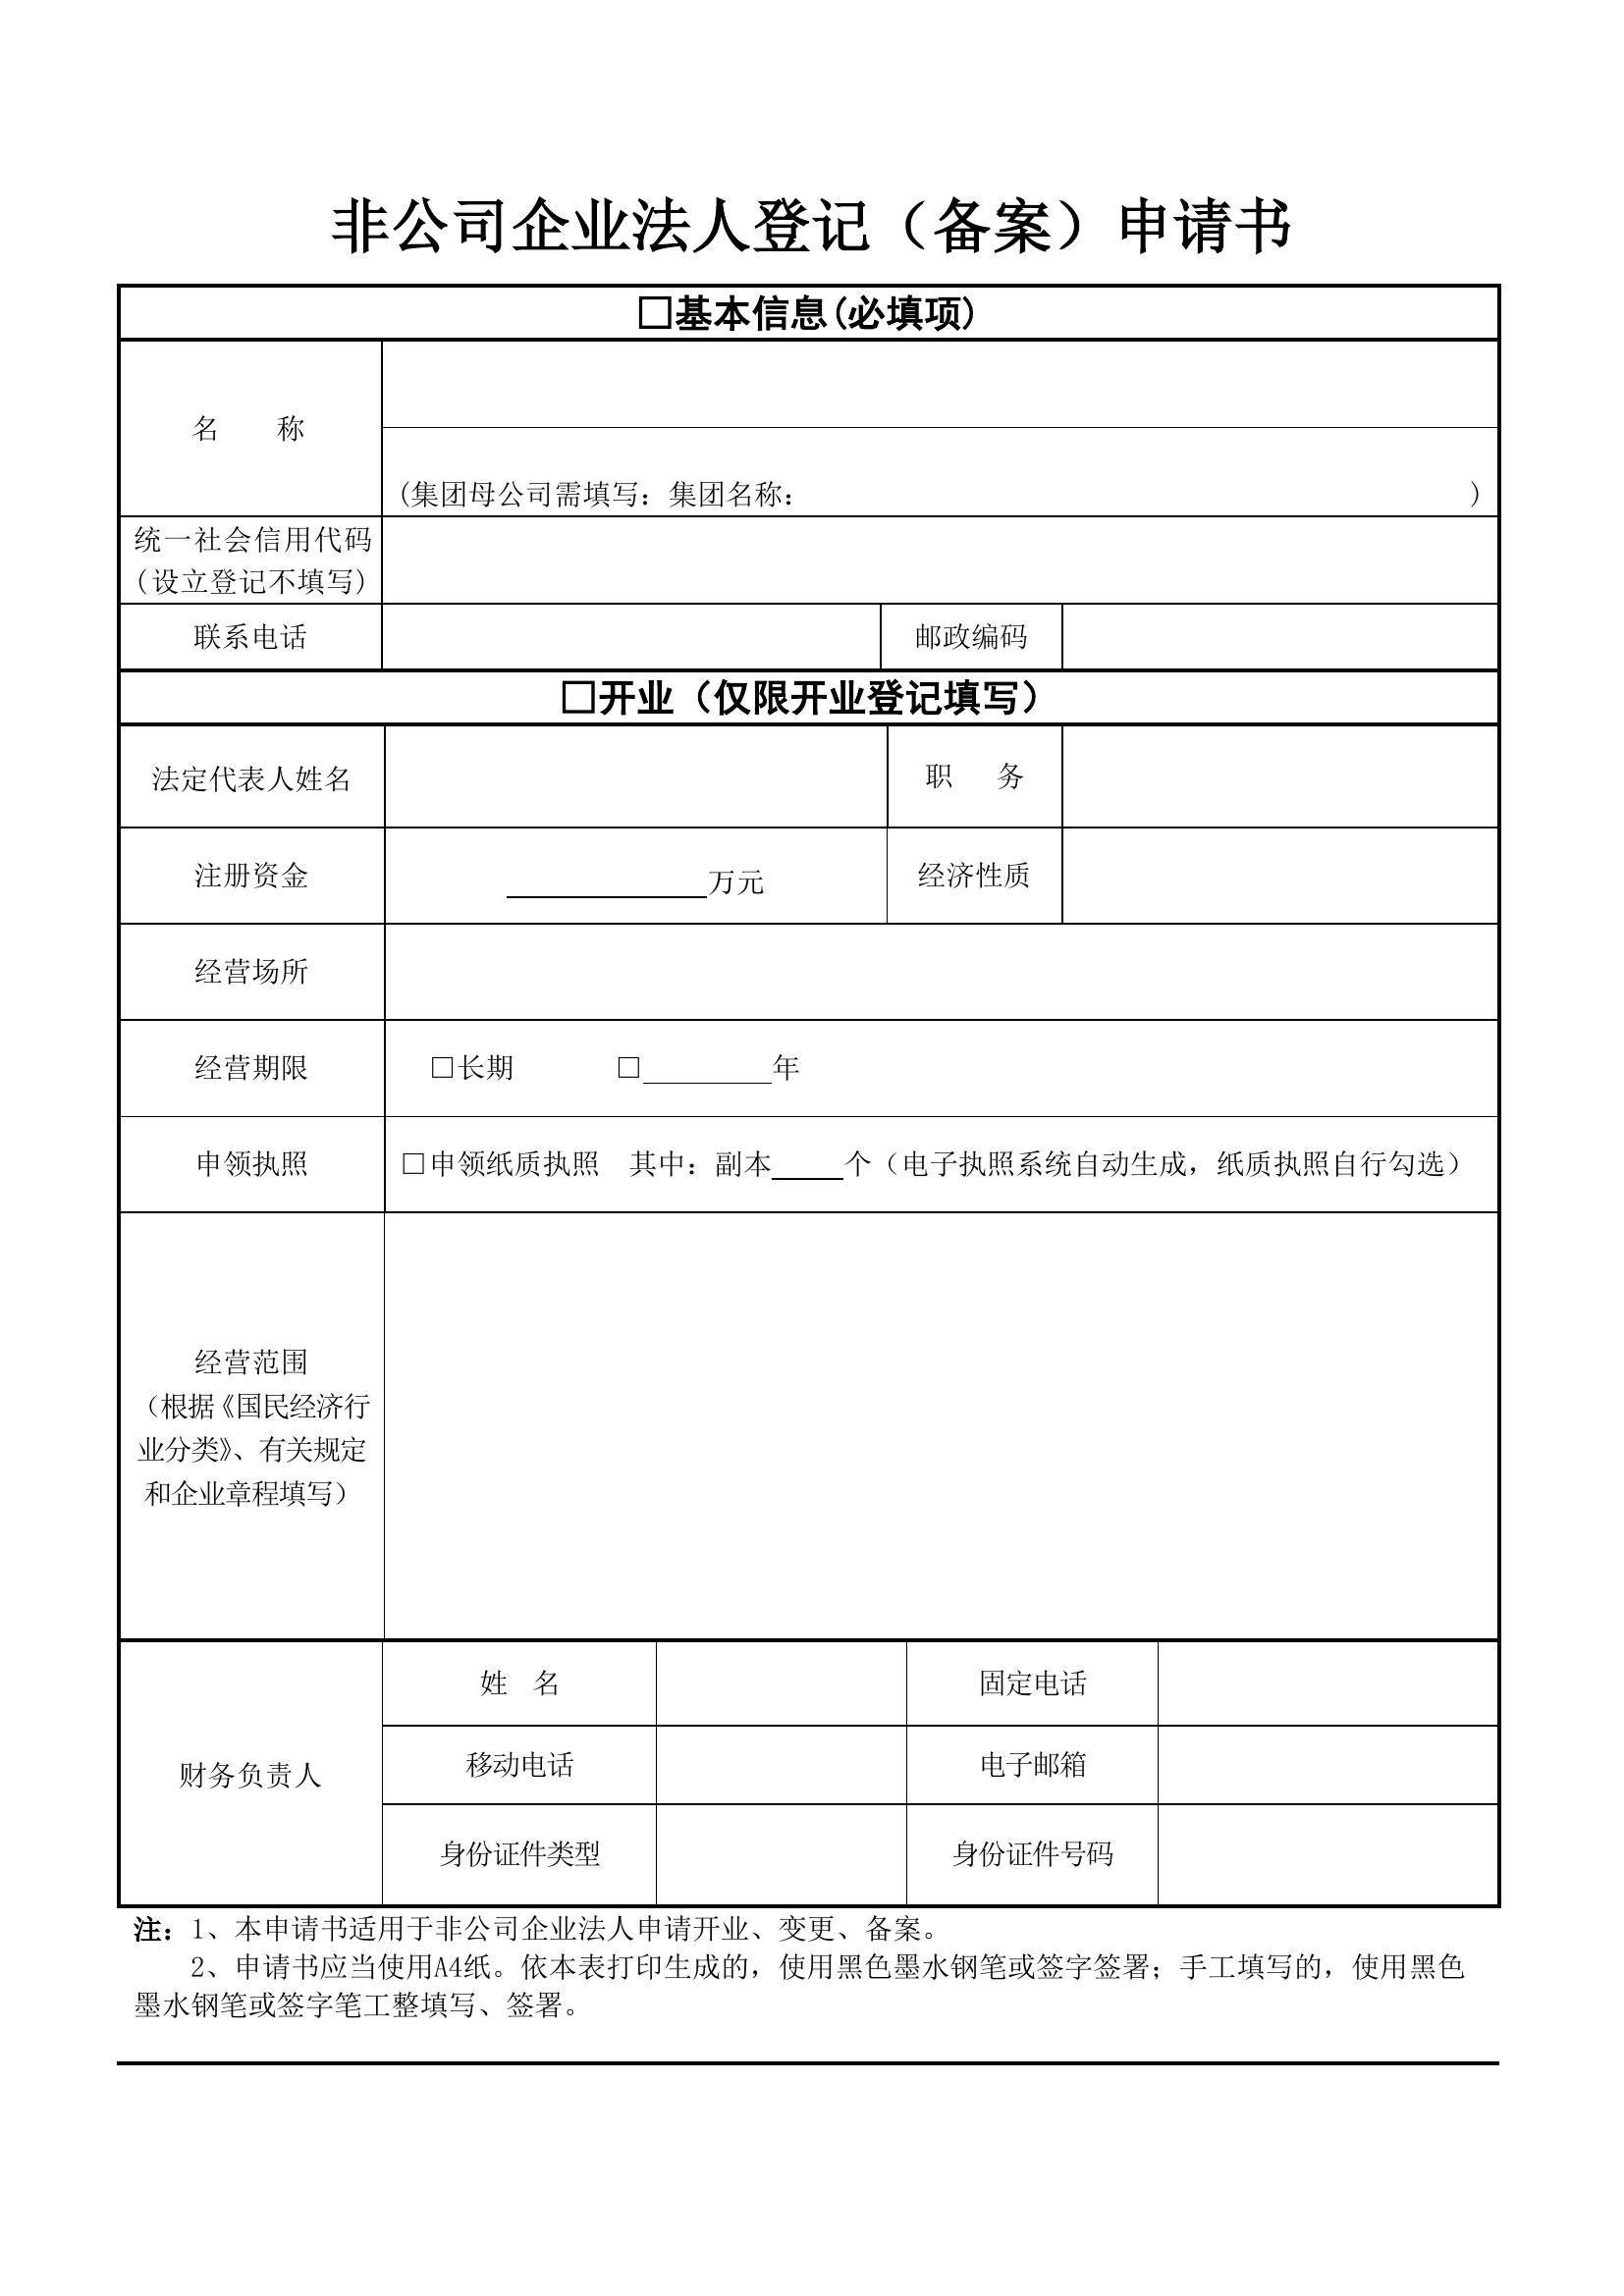 非公司企业法人登记（备案）申请书
□基本信息(必填项)
名 称
(集团母公司需填写：集团名称： )
统一社会信用代码
（设立登记不填写）
联系电话 邮政编码
□开业（仅限开业登记填写）
法定代表人姓名 职 务
注册资金 ______万元 经济性质
经营场所
经营期限 □长期 □______年
申领执照 □申领纸质执照 其中：副本____个（电子执照系统自动生成，纸质执照自行勾选）
经营范围
（根据《国民经济行
业分类》、有关规定
和企业章程填写）
财务负责人
姓 名 固定电话
移动电话 电子邮箱
身份证件类型 身份证件号码
注：1、本申请书适用于非公司企业法人申请开业、变更、备案。
2、申请书应当使用A4纸。依本表打印生成的，使用黑色墨水钢笔或签字签署；手工填写的，使用黑色
墨水钢笔或签字笔工整填写、签署。